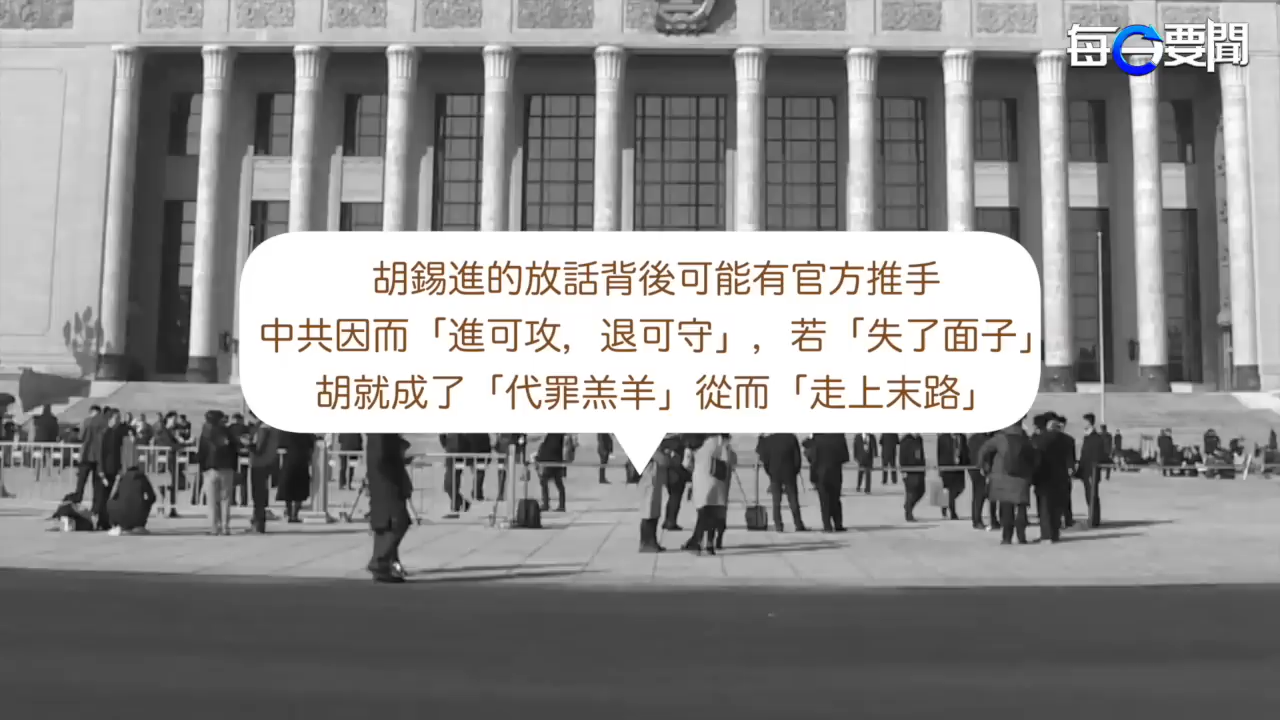 每日要聞
胡錫進的放話背後可能有官方推手
中共因而「進可攻，退可守」，若「失了面子」
胡就成了「代罪羔羊」從而「走上末路」